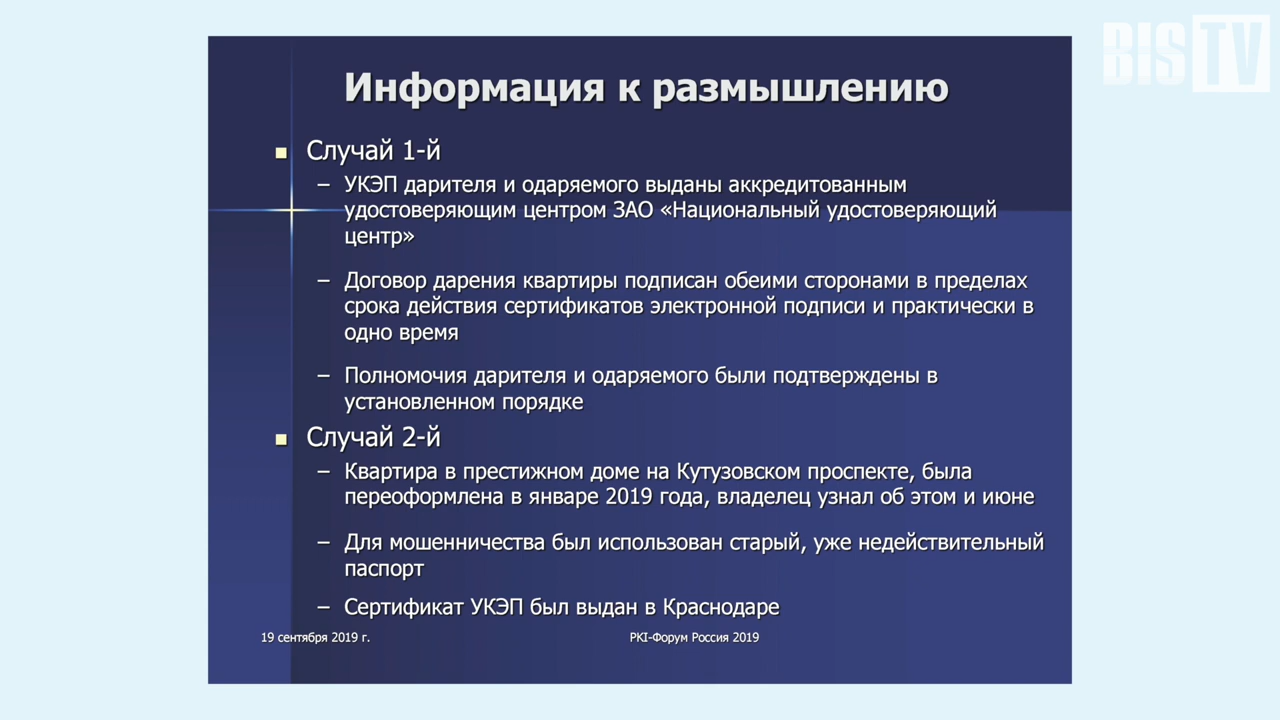 BIS TV
Информация к размышлению
Случай 1-й
– УКЭП дарителя и одаряемого выданы аккредитованным
удостоверяющим центром ЗАО «Национальный удостоверяющий
центр»
– Договор дарения квартиры подписан обеими сторонами в пределах
срока действия сертификатов электронной подписи и практически в
одно время
– Полномочия дарителя и одаряемого были подтверждены в
установленном порядке
Случай 2-й
– Квартира в престижном доме на Кутузовском проспекте, была
переоформлена в январе 2019 года, владелец узнал об этом и июне
– Для мошенничества был использован старый, уже недействительный
паспорт
– Сертификат УКЭП был выдан в Краснодаре
19 сентября 2019 г.
PKI-Форум Россия 2019